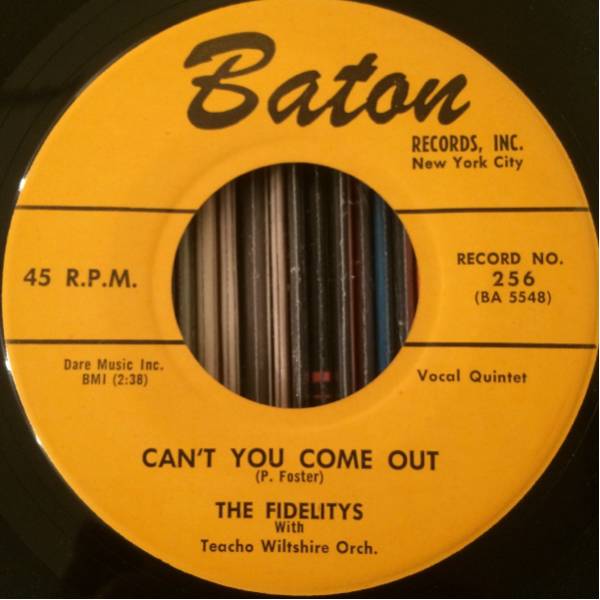 Baton
RECORDS, INC.
New York City
45 R.P.M.
RECORD NO.
256
(BA 5548)
Dare Music Inc.
BMI (2:38)
Vocal Quintet
CAN'T YOU COME OUT
(P. Foster)
THE FIDELITYS
With
Teacho Wiltshire Orch.